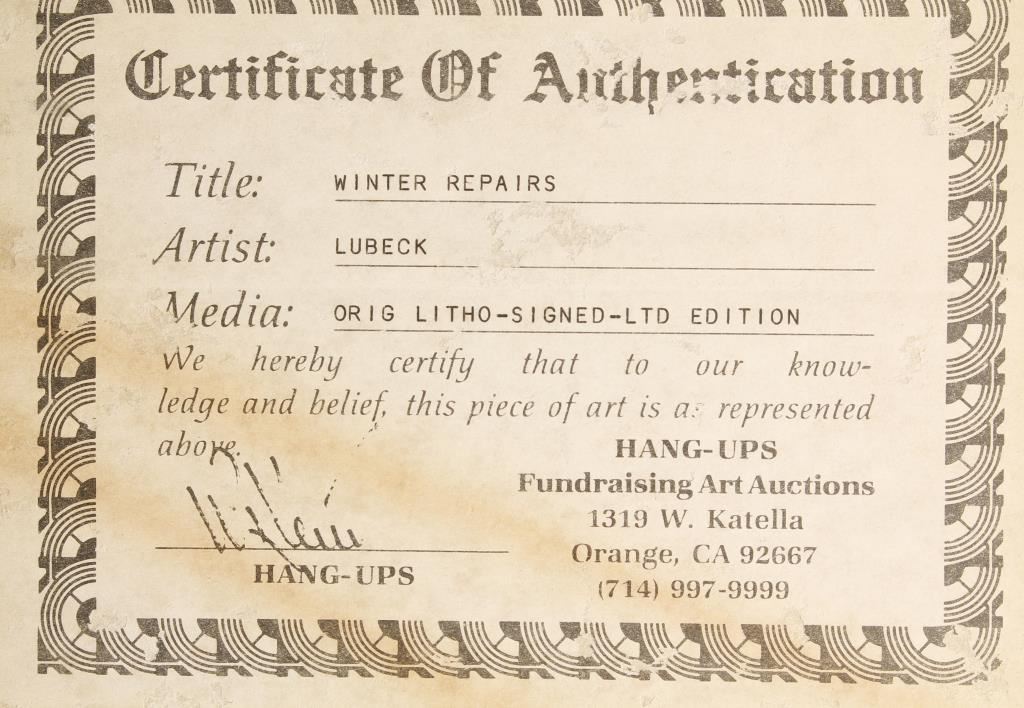 Certificate Of Authentication
Title: WINTER REPAIRS
Artist: LUBECK
Media: ORIG LITHO-SIGNED-LTD EDITION
We hereby certify that to our know-
ledge and belief, this piece of art is as represented
above.
HANG-UPS
HANG-UPS
Fundraising Art Auctions
1319 W. Katella
Orange, CA 92667
(714) 997-9999